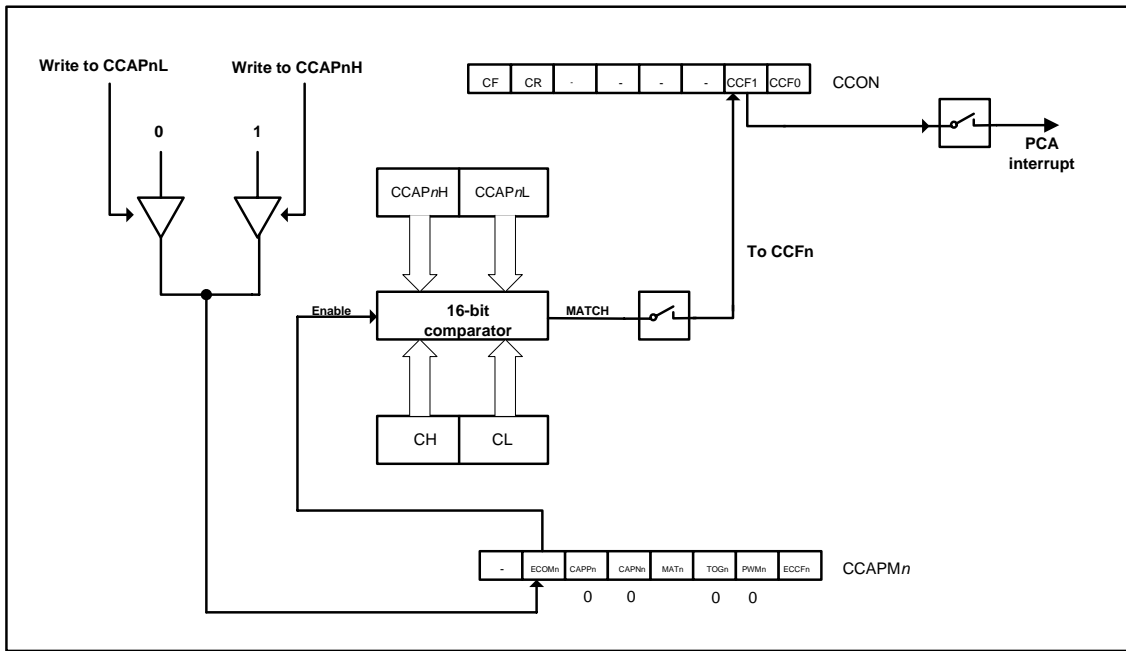 Write to CCAPnL
Write to CCAPnH
CF CR - - - - CCF1 CCF0 CCON
0 1
PCA
interrupt
CCAPnH CCAPnL
To CCFn
Enable
16-bit
comparator
MATCH
CH CL
- ECOMn CAPPn CAPNn MATn TOGn PWMn ECCFn CCAPMn
0 0 0 0